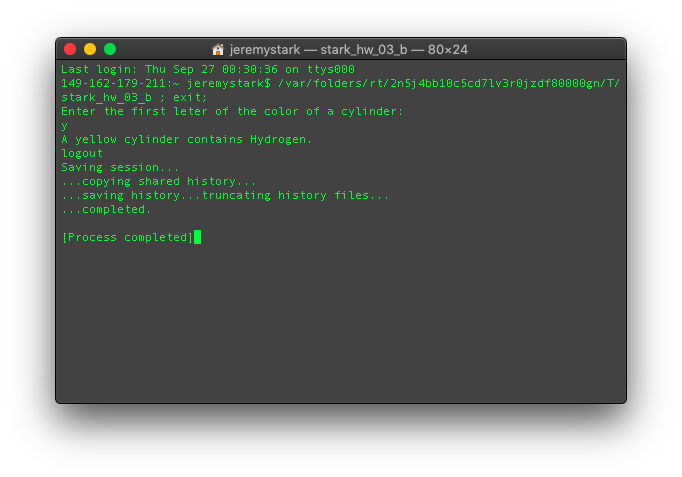 jeremystark — stark_hw_03_b — 80×24
Last login: Thu Sep 27 00:30:36 on ttys000
149-162-179-211:~ jeremystark$ /var/folders/rt/2n5j4bb10c5cd7lv3r0jzdf80000gn/T/
stark_hw_03_b ; exit;
Enter the first leter of the color of a cylinder:
y
A yellow cylinder contains Hydrogen.
logout
Saving session...
...copying shared history...
...saving history...truncating history files...
...completed.
[Process completed]